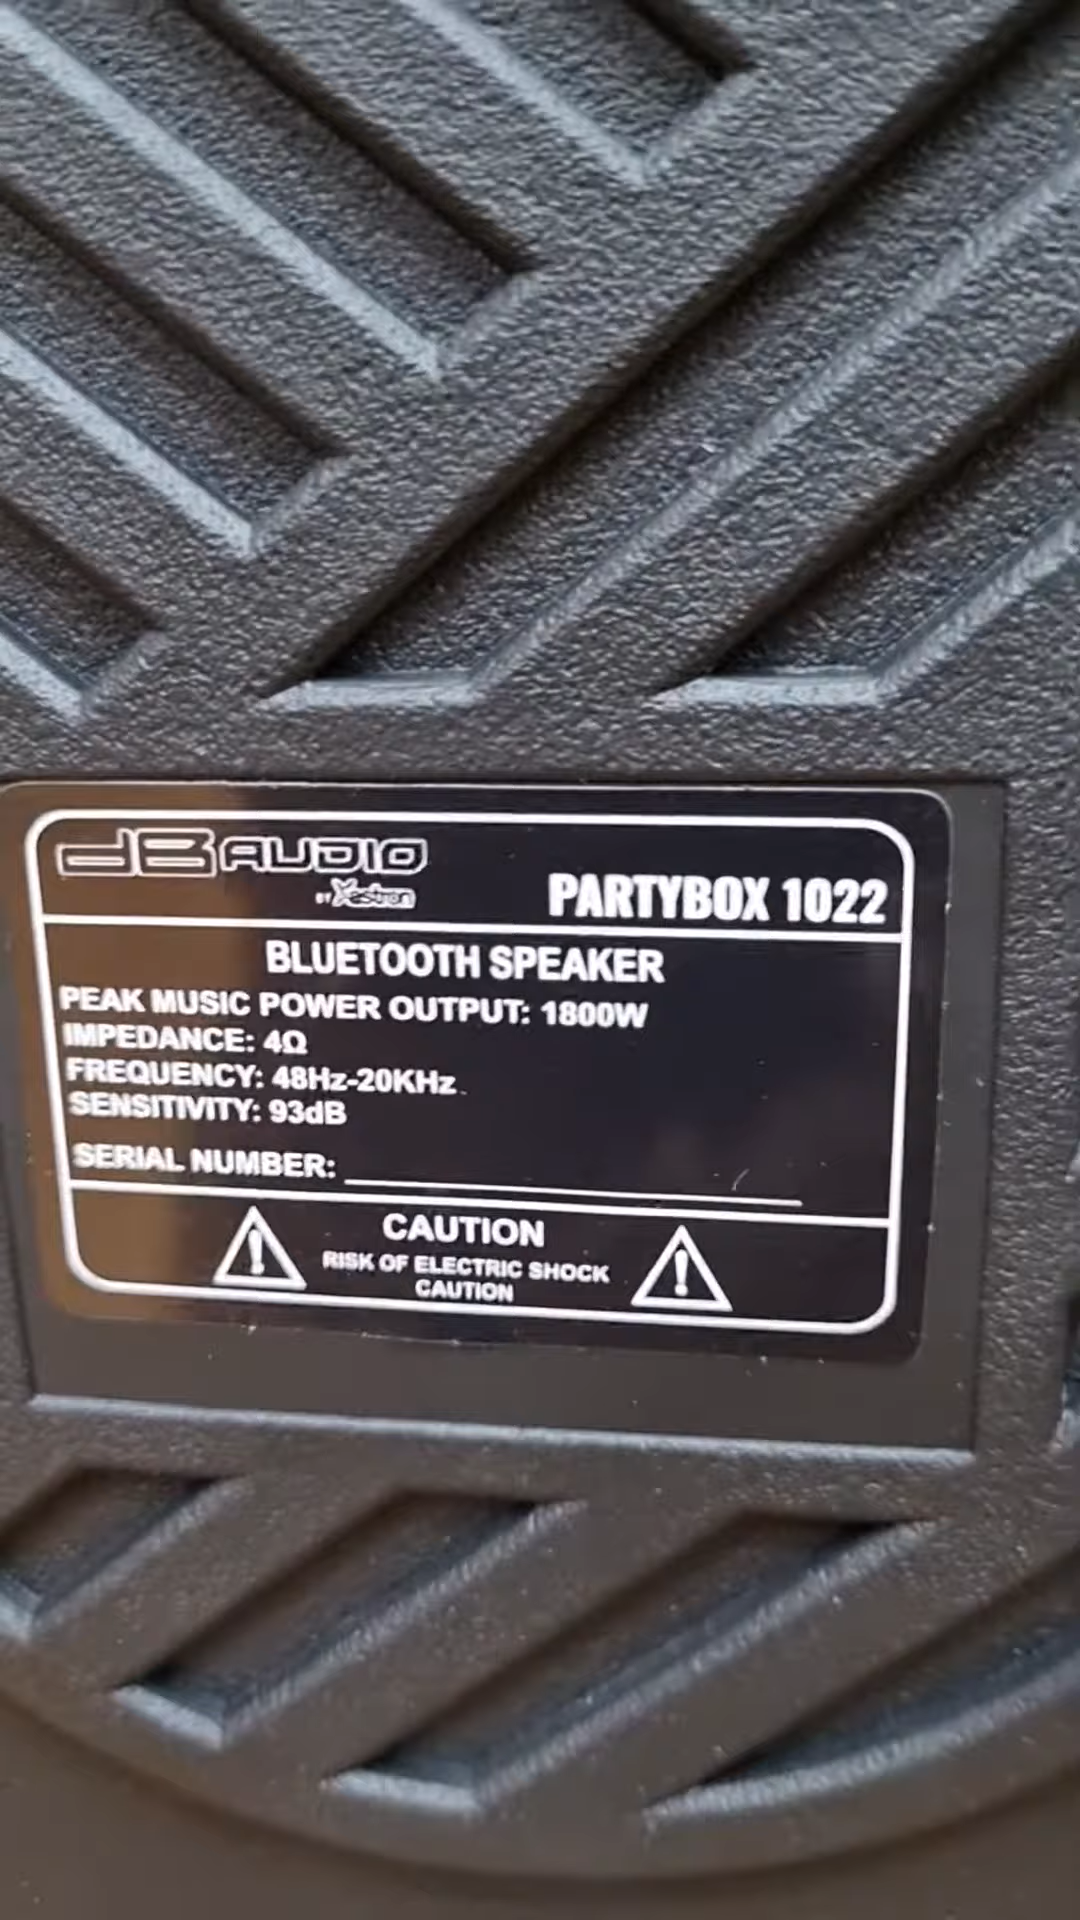 dB AUDIO
BY Xestron
PARTYBOX 1022
BLUETOOTH SPEAKER
PEAK MUSIC POWER OUTPUT: 1800W
IMPEDANCE: 4Ω
FREQUENCY: 48Hz-20KHz
SENSITIVITY: 93dB
SERIAL NUMBER:
CAUTION
RISK OF ELECTRIC SHOCK
CAUTION